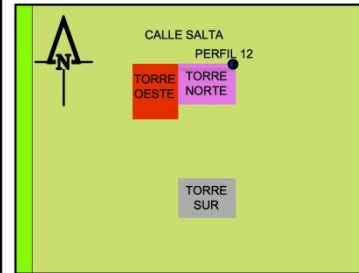 CALLE SALTA
PERFIL 12
N
TORRE
OESTE
TORRE
NORTE
TORRE
SUR